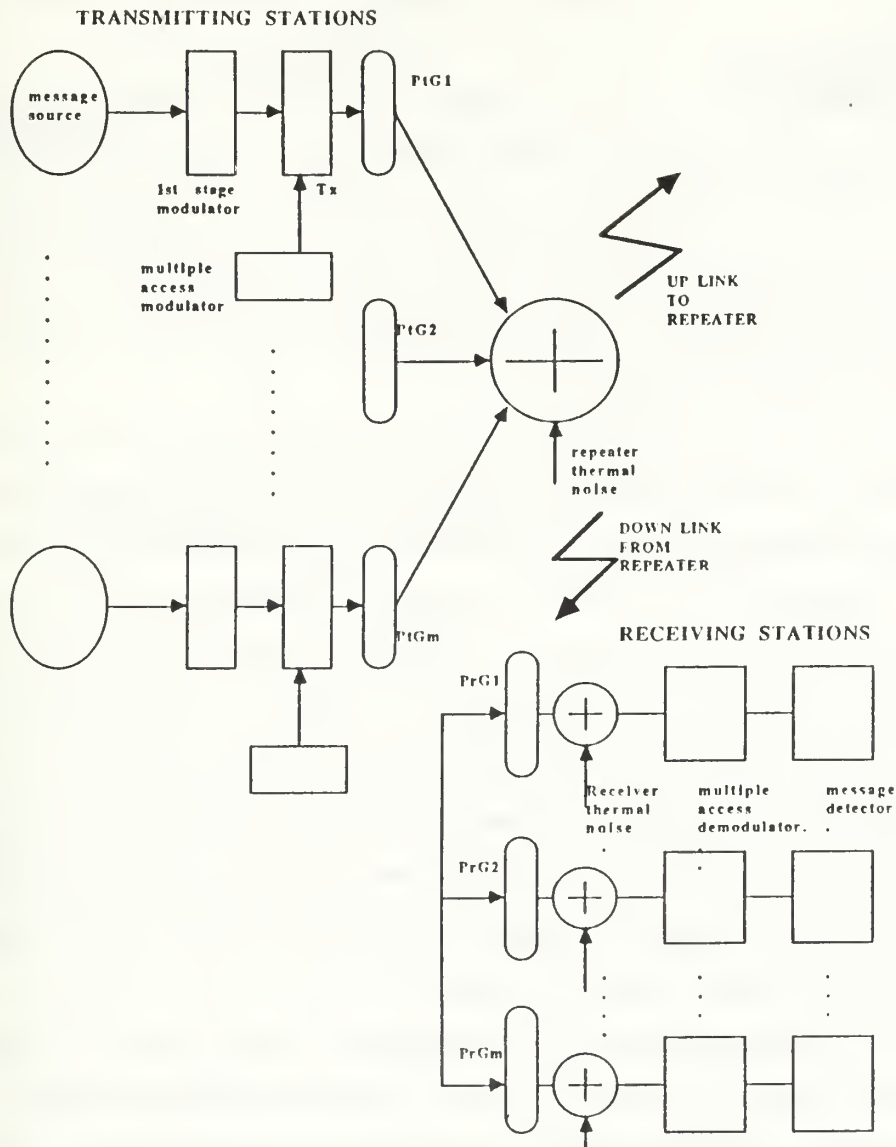 TRANSMITTING STATIONS
message
source
1st stage
modulator
Tx
PtG1
multiple
access
modulator
PtG2
UP LINK
TO
REPEATER
repeater
thermal
noise
DOWN LINK
FROM
REPEATER
PtGm
RECEIVING STATIONS
PrG1
Receiver
thermal
noise
multiple
access
demodulator.
message
detector
PrG2
PrGm